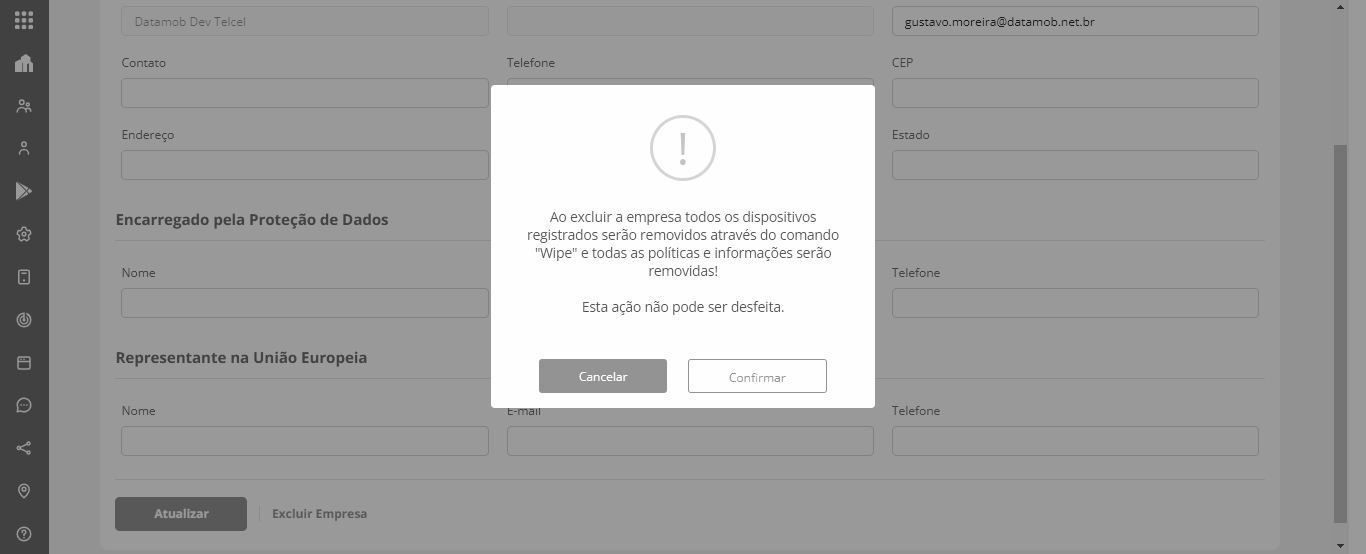 Datamob Dev Telcel
gustavo.moreira@datamob.net.br
Contato
Telefone
CEP
Endereço
Estado
Ao excluir a empresa todos os dispositivos
registrados serão removidos através do comando
"Wipe" e todas as políticas e informações serão
removidas!
Esta ação não pode ser desfeita.
Cancelar
Confirmar
Encarregado pela Proteção de Dados
Nome
Telefone
Representante na União Europeia
Nome
E-mail
Telefone
Atualizar
Excluir Empresa